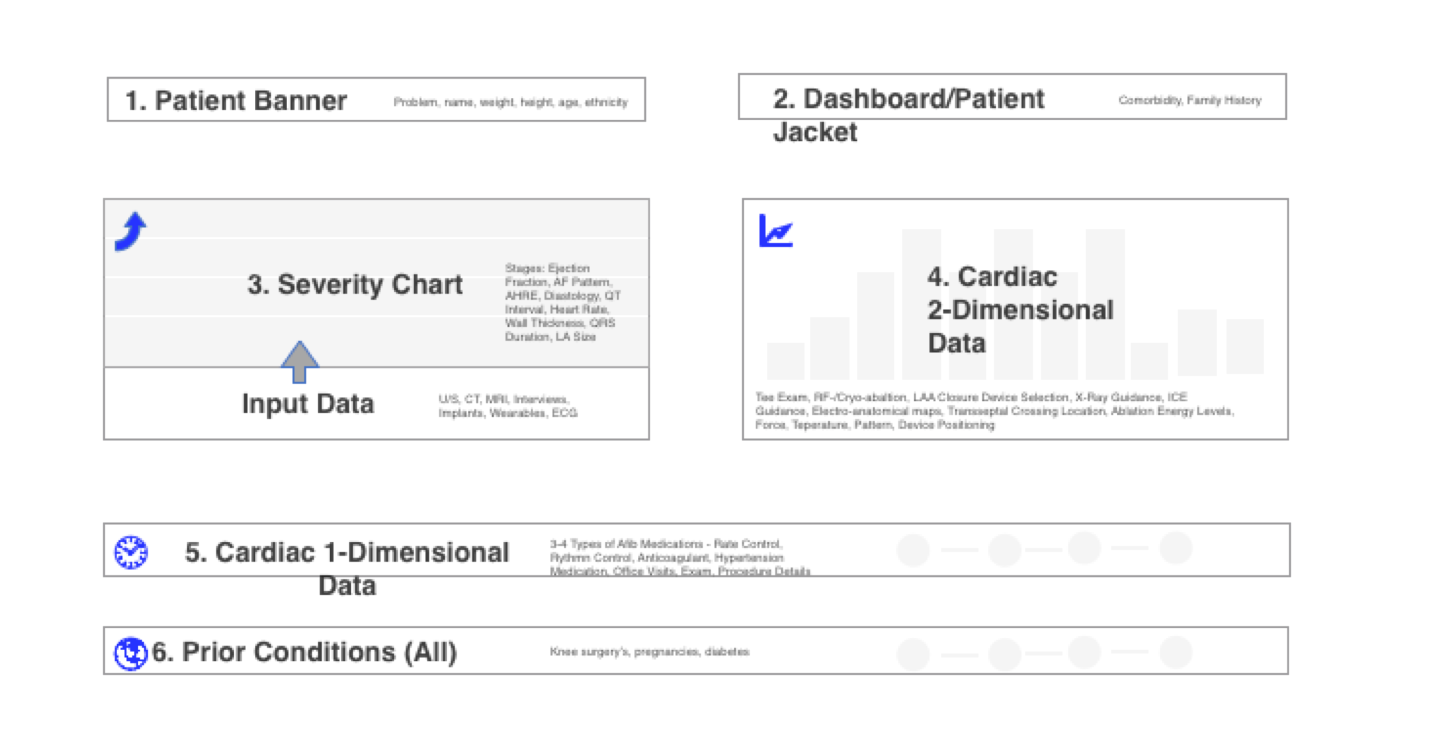 1. Patient Banner
Problem, name, weight, height, age, ethnicity
2. Dashboard/Patient
Jacket
Comorbidity, Family History
3. Severity Chart
Stages: Ejection
Fraction, AF Pattern,
AHRE, Diastology, QT
Interval, Heart Rate,
Wall Thickness, QRS
Duration, LA Size
Input Data
U/S, CT, MRI, Interviews,
Implants, Wearables, ECG
4. Cardiac
2-Dimensional
Data
Tee Exam, RF-/Cryo-abaltion, LAA Closure Device Selection, X-Ray Guidance, ICE
Guidance, Electro-anatomical maps, Transseptal Crossing Location, Ablation Energy Levels,
Force, Teperature, Pattern, Device Positioning
5. Cardiac 1-Dimensional
Data
3-4 Types of Afib Medications - Rate Control,
Rythmn Control, Anticoagulant, Hypertension
Medication, Office Visits, Exam, Procedure Details
6. Prior Conditions (All)
Knee surgery's, pregnancies, diabetes